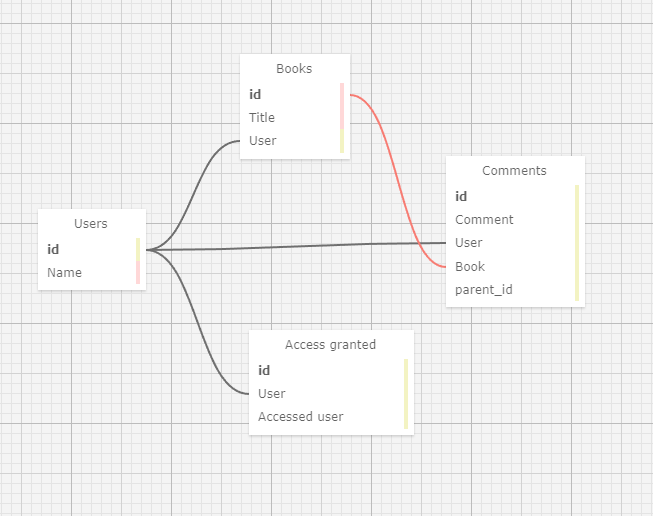 Books
id
Title
User
Comments
id
Comment
User
Book
parent_id
Users
id
Name
Access granted
id
User
Accessed user